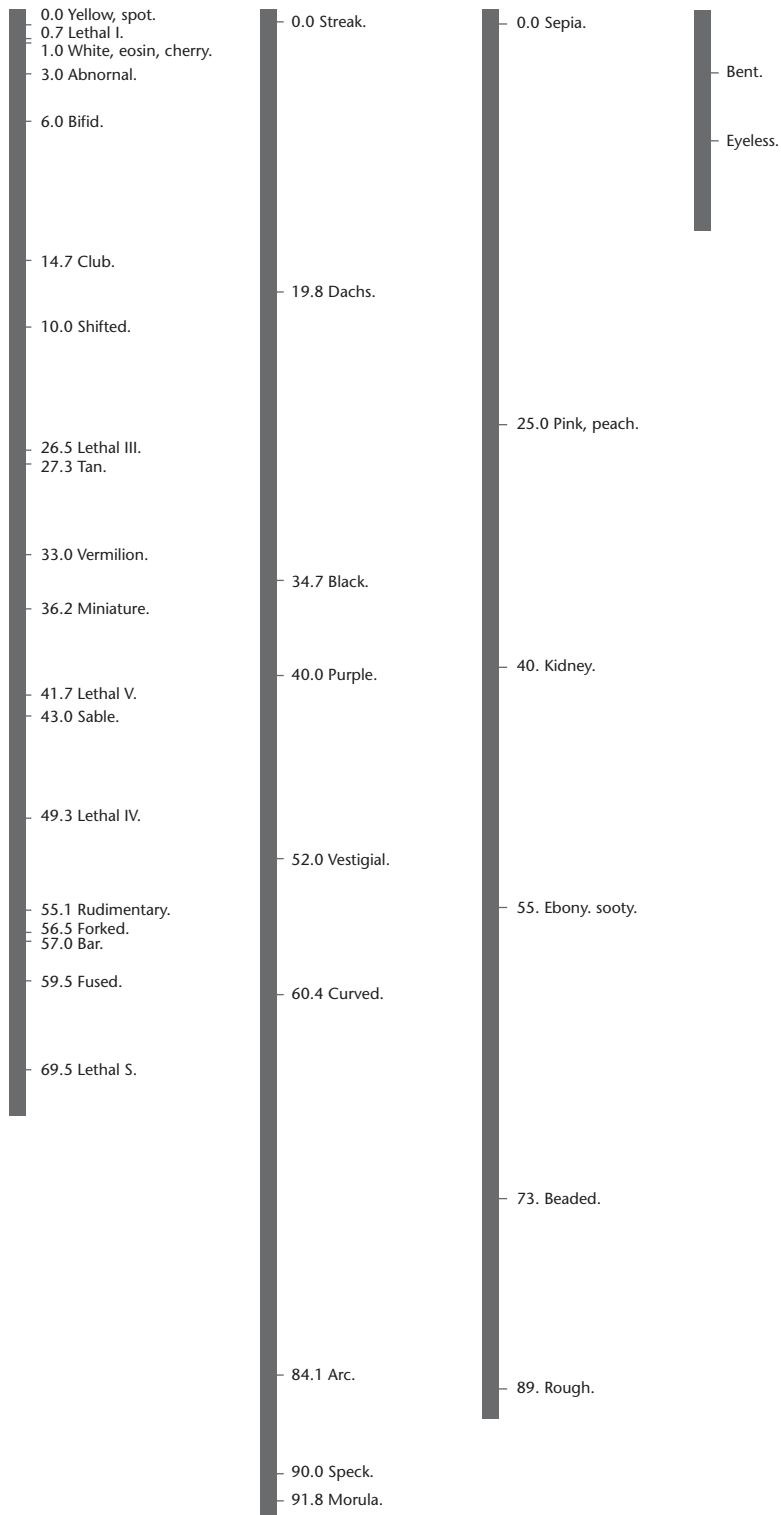 0.0 Yellow, spot.
0.7 Lethal I.
1.0 White, eosin, cherry.
3.0 Abnornal.
6.0 Bifid.
14.7 Club.
10.0 Shifted.
26.5 Lethal III.
27.3 Tan.
33.0 Vermilion.
36.2 Miniature.
41.7 Lethal V.
43.0 Sable.
49.3 Lethal IV.
55.1 Rudimentary.
56.5 Forked.
57.0 Bar.
59.5 Fused.
69.5 Lethal S.
0.0 Streak.
19.8 Dachs.
34.7 Black.
40.0 Purple.
52.0 Vestigial.
60.4 Curved.
84.1 Arc.
90.0 Speck.
91.8 Morula.
0.0 Sepia.
25.0 Pink, peach.
40. Kidney.
55. Ebony. sooty.
73. Beaded.
89. Rough.
Bent.
Eyeless.